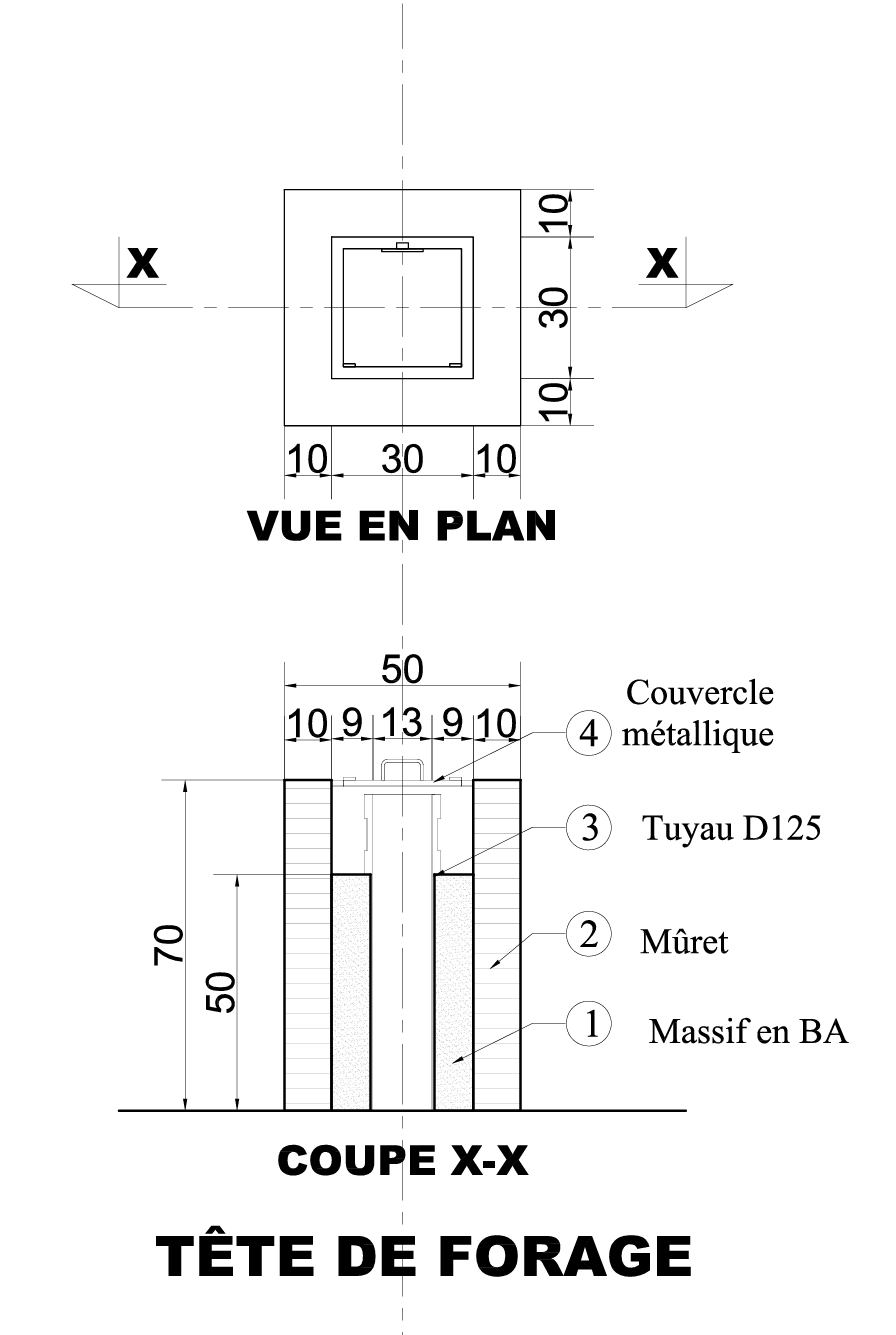 X
X
10
30
10
10 30 10
VUE EN PLAN
50
10 9 13 9 10
4 Couvercle
métallique
3 Tuyau D125
70
50
2 Mûret
1 Massif en BA
COUPE X-X
TÊTE DE FORAGE